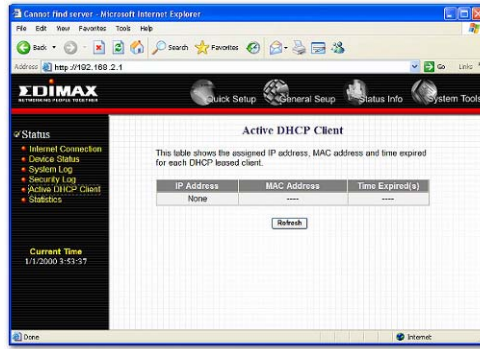 Cannot find server - Microsoft Internet Explorer
File Edit View Favorites Tools Help
Back Search Favorites
Address http://192.168.2.1 Go Links
EDIMAX
NETWORKING PEOPLE TOGETHER
Quick Setup General Seup Status Info System Tools
Status
Internet Connection
Device Status
System Log
Security Log
Active DHCP Client
Statistics
Current Time
1/1/2000 3:53:37
Active DHCP Client
This table shows the assigned IP address, MAC address and time expired
for each DHCP leased client.
IP Address MAC Address Time Expired(s)
None ---- ----
Refresh
Done Internet